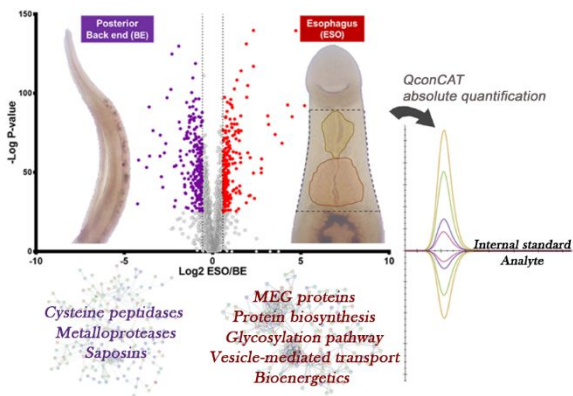 Posterior
Back end (BE)
Esophagus
(ESO)
QconCAT
absolute quantification
-Log P-value
150
100
50
0
-10
-5
0
5
10
Log2 ESO/BE
Internal standard
Analyte
Cysteine peptidases
Metalloproteases
Saposins
MEG proteins
Protein biosynthesis
Glycosylation pathway
Vesicle-mediated transport
Bioenergetics